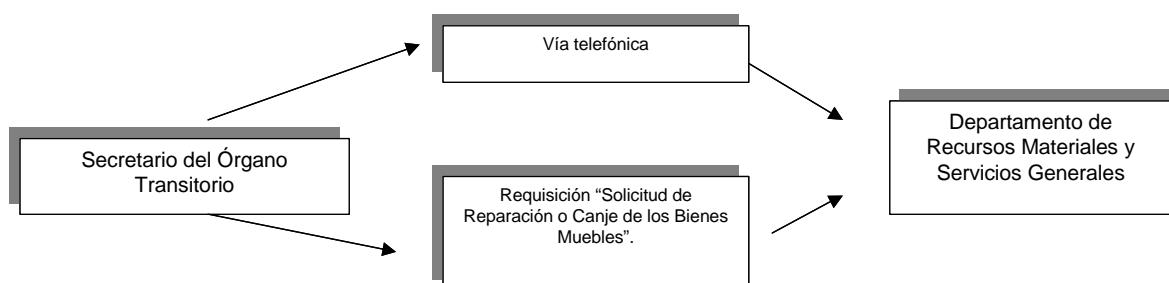 Vía telefónica
Secretario del Órgano
Transitorio
Requisición “Solicitud de
Reparación o Canje de los Bienes
Muebles”.
Departamento de
Recursos Materiales y
Servicios Generales